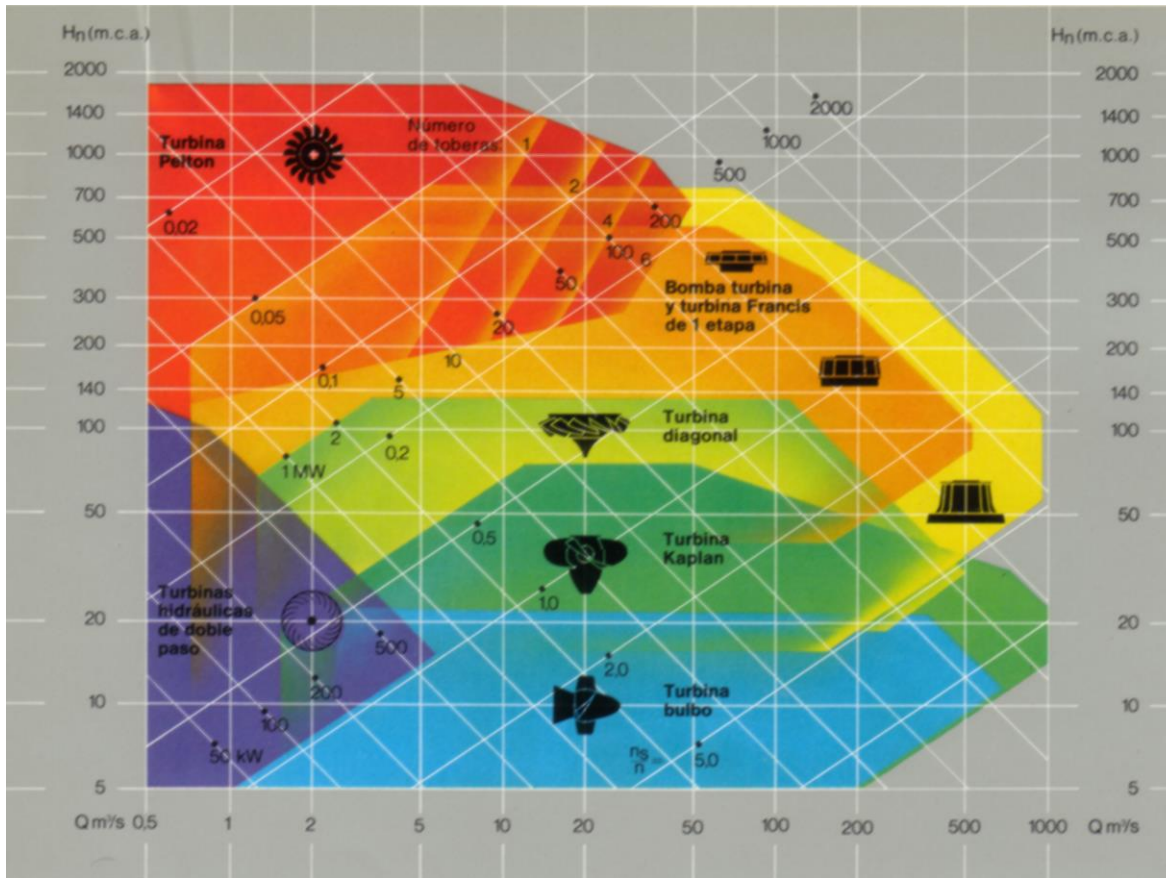 Hn (m.c.a.)
Hn (m.c.a.)
2000
2000
2000
1400
1400
1000
Turbina
Pelton
Número
de toberas:
1
1000
1000
500
700
2
700
0,02
4
200
500
100
500
6
50
Bomba turbina
y turbina Francis
de 1 etapa
300
0,05
300
20
200
10
200
0,1
5
140
140
100
2
0,2
Turbina
diagonal
100
1 MW
50
0,5
Turbina
Kaplan
50
Turbinas
hidráulicas
de doble
paso
1,0
20
500
20
2,0
200
Turbina
bulbo
10
100
10
50 kW
ns
n =
5,0
5
5
Q m³/s 0,5 1 2 5 10 20 50 100 200 500 1000 Q m³/s